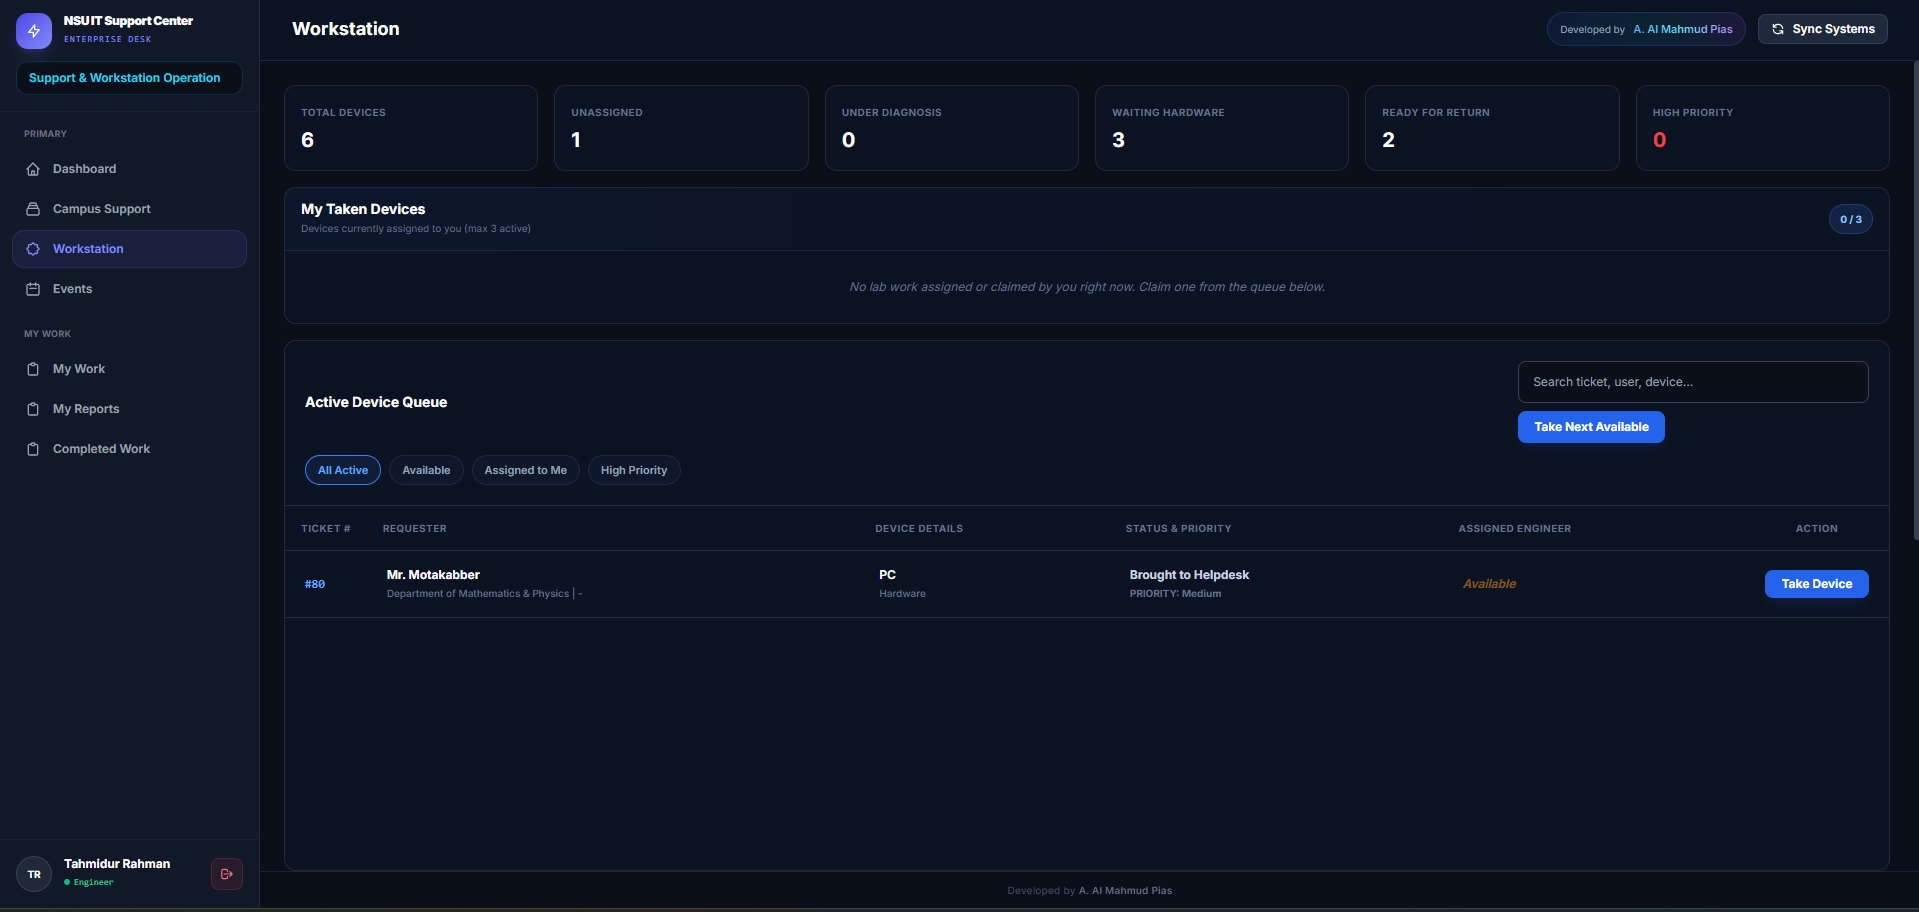 NSU IT Support Center
ENTERPRISE DESK
Support & Workstation Operation
PRIMARY
Dashboard
Campus Support
Workstation
Events
MY WORK
My Work
My Reports
Completed Work
TR
Tahmidur Rahman
Engineer
Workstation
Developed by A. Al Mahmud Pias
Sync Systems
TOTAL DEVICES
6
UNASSIGNED
1
UNDER DIAGNOSIS
0
WAITING HARDWARE
3
READY FOR RETURN
2
HIGH PRIORITY
0
My Taken Devices
Devices currently assigned to you (max 3 active)
0 / 3
No lab work assigned or claimed by you right now. Claim one from the queue below.
Active Device Queue
Search ticket, user, device...
Take Next Available
All Active Available Assigned to Me High Priority
TICKET # REQUESTER DEVICE DETAILS STATUS & PRIORITY ASSIGNED ENGINEER ACTION
#80
Mr. Motakabber
Department of Mathematics & Physics | -
PC
Hardware
Brought to Helpdesk
PRIORITY: Medium
Available
Take Device
Developed by A. Al Mahmud Pias